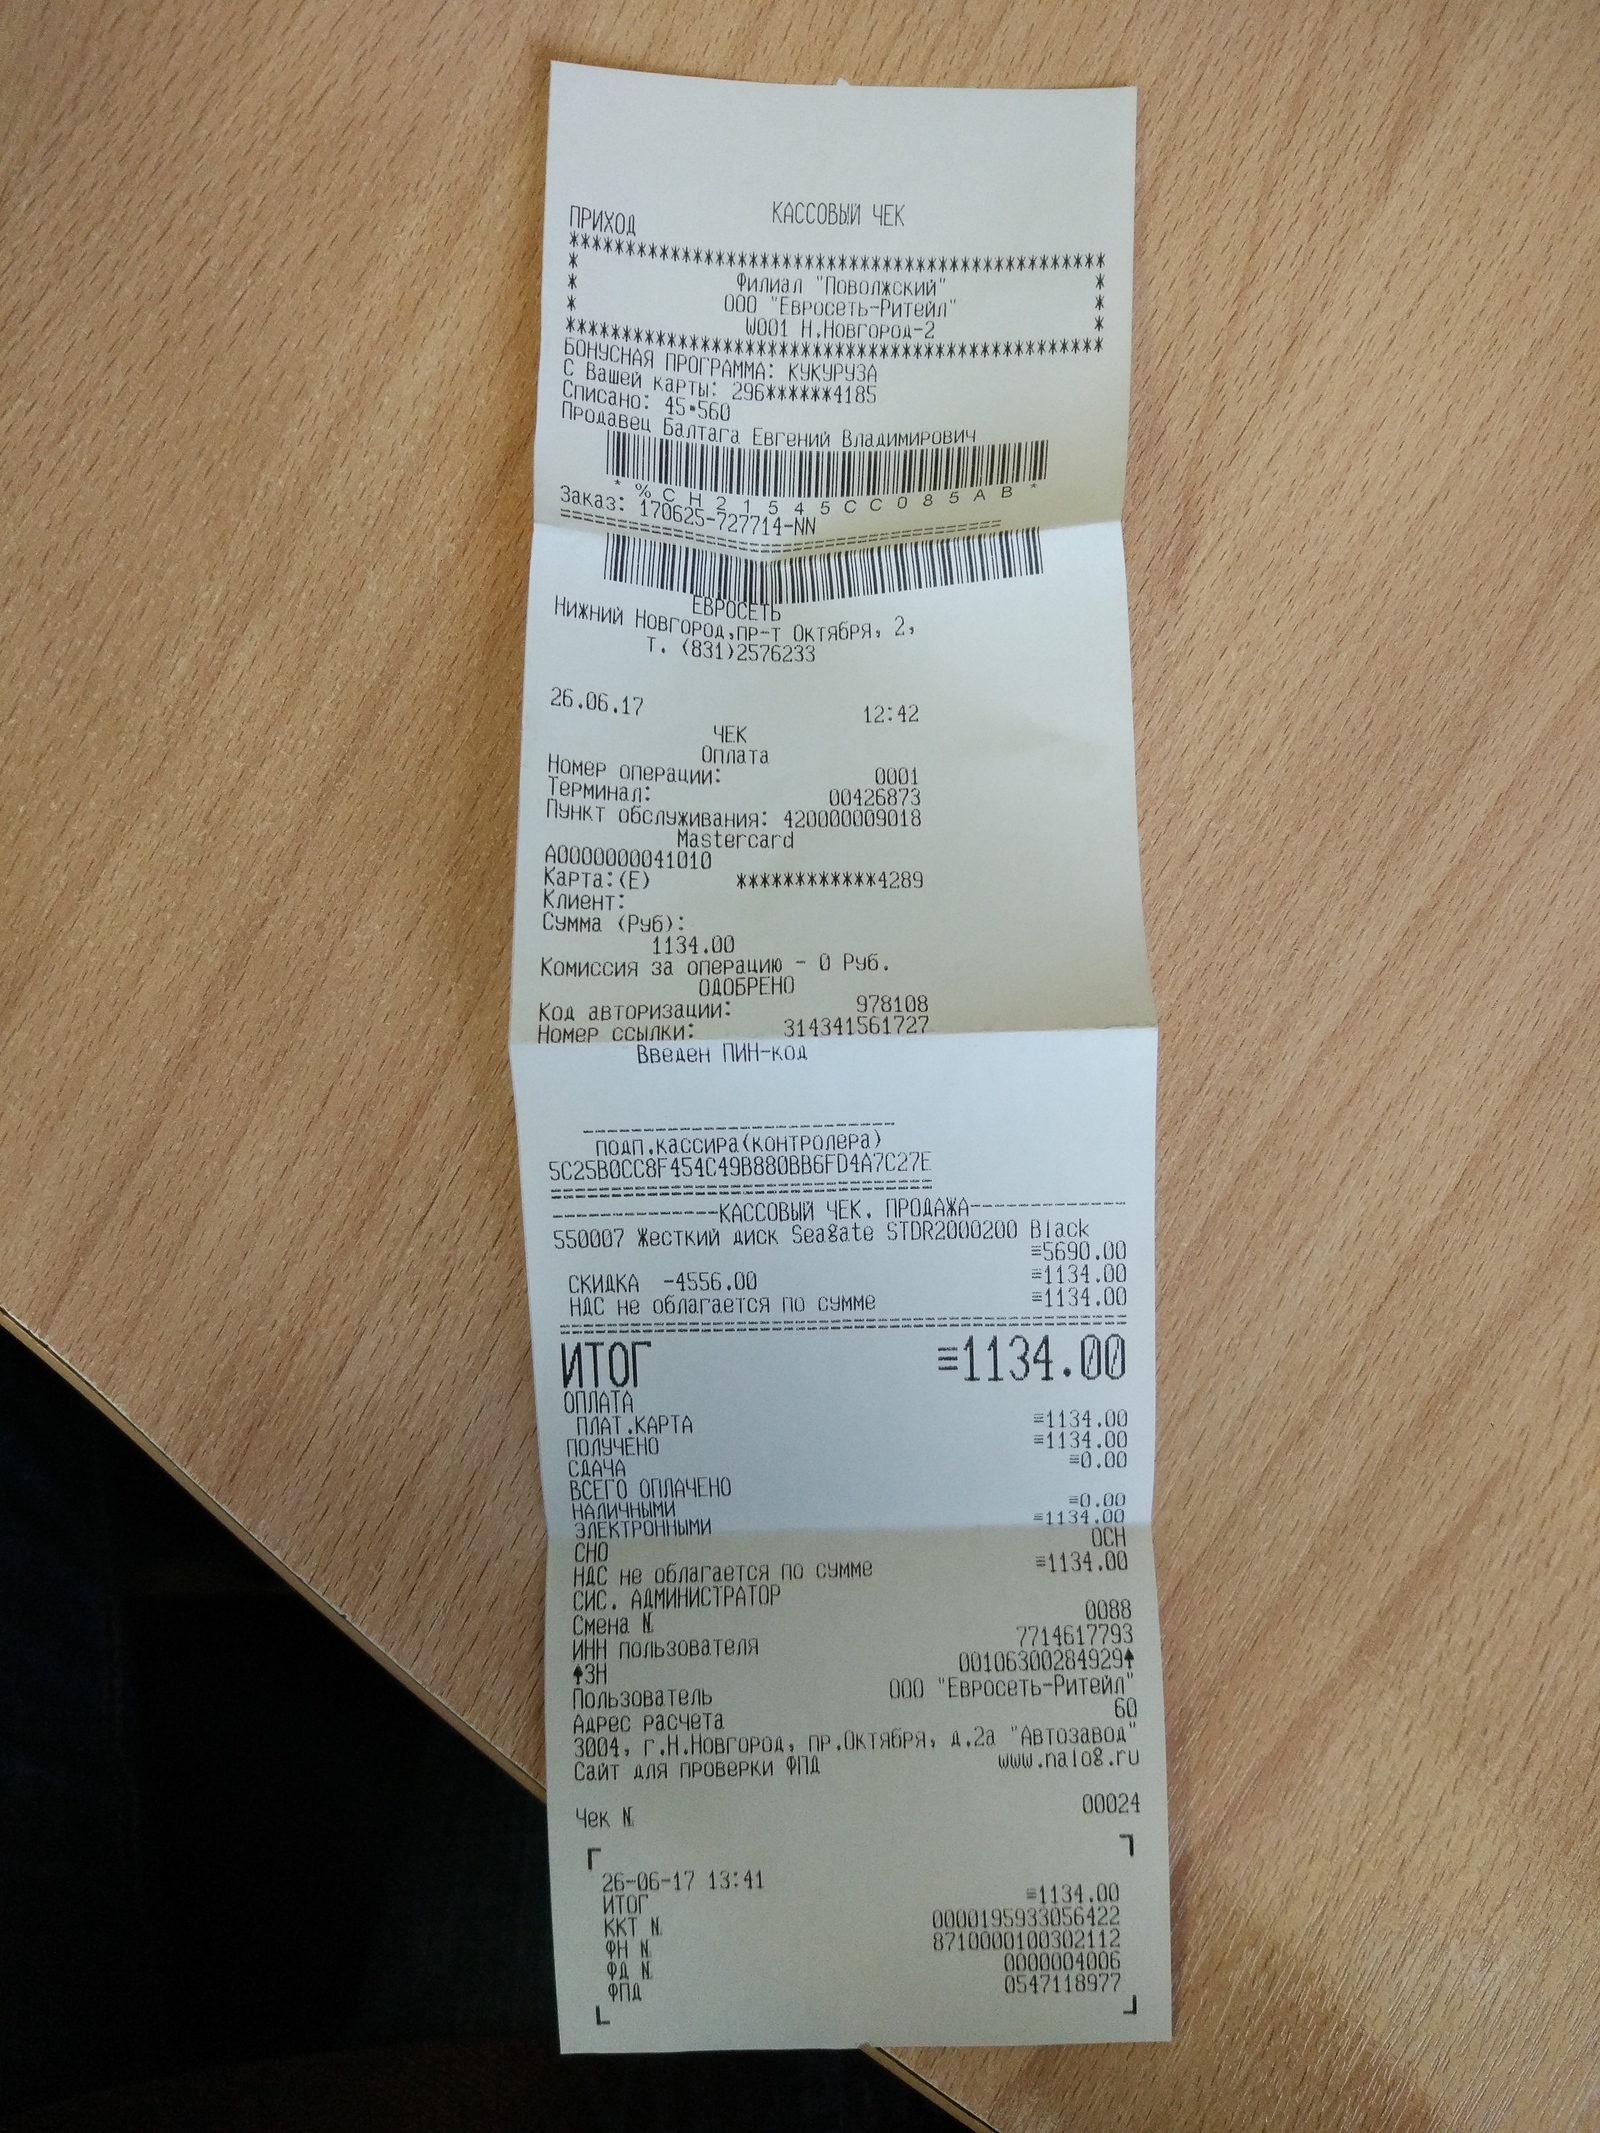 КАССОВЫЙ ЧЕК
ПРИХОД
************************************************
* Филиал "Поволжский" *
* ООО "Евросеть-Ритейл" *
* W001 Н.Новгород-2 *
************************************************
БОНУСНАЯ ПРОГРАММА: КУКУРУЗА
С Вашей карты: 296******4185
Списано: 45•560
Продавец Балтага Евгений Владимирович
*%CH21545CC085AB*
Заказ: 170625-727714-NN
================================================
ЕВРОСЕТЬ
Нижний Новгород,пр-т Октября, 2,
т. (831)2576233
26.06.17 12:42
ЧЕК
Оплата
Номер операции: 0001
Терминал: 00426873
Пункт обслуживания: 420000009018
Mastercard
A0000000041010
Карта:(E) ************4289
Клиент:
Сумма (Руб):
1134.00
Комиссия за операцию - 0 Руб.
ОДОБРЕНО
Код авторизации: 978108
Номер ссылки: 314341561727
Введен ПИН-код
--------------------------
подп.кассира(контролера)
5C25B0CC8F454C49B880BB6FD4A7C27E
================================
--------------КАССОВЫЙ ЧЕК. ПРОДАЖА-------------
550007 Жесткий диск Seagate STDR2000200 Black
≡5690.00
СКИДКА -4556.00 ≡1134.00
НДС не облагается по сумме ≡1134.00
================================================
ИТОГ ≡1134.00
ОПЛАТА
ПЛАТ.КАРТА ≡1134.00
ПОЛУЧЕНО ≡1134.00
СДАЧА ≡0.00
ВСЕГО ОПЛАЧЕНО
НАЛИЧНЫМИ ≡0.00
ЭЛЕКТРОННЫМИ ≡1134.00
СНО ОСН
НДС не облагается по сумме ≡1134.00
СИС. АДМИНИСТРАТОР
Смена № 0088
ИНН пользователя 7714617793
↑ЗН 00106300284929↑
Пользователь ООО "Евросеть-Ритейл"
Адрес расчета 60
3004, г.Н.Новгород, пр.Октября, д.2а "Автозавод"
Сайт для проверки ФПД www.nalog.ru
Чек № 00024
26-06-17 13:41
ИТОГ ≡1134.00
ККТ № 0000195933056422
ФН № 8710000100302112
ФД № 0000004006
ФПД 0547118977